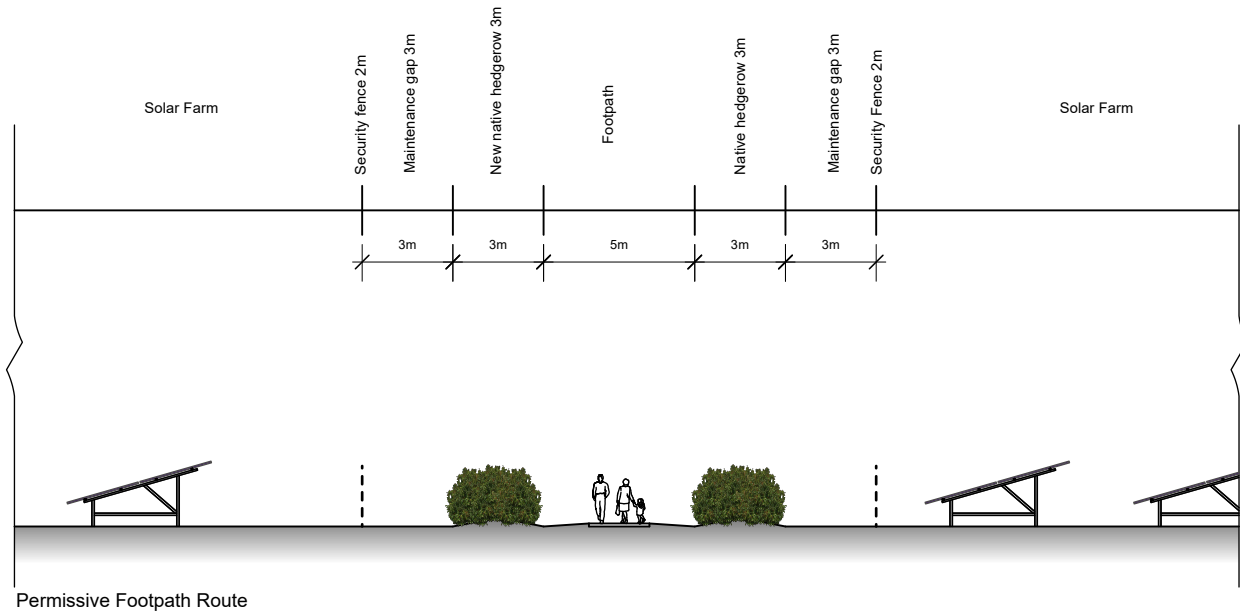 Solar Farm
Security fence 2m
Maintenance gap 3m
New native hedgerow 3m
Footpath
Native hedgerow 3m
Maintenance gap 3m
Security Fence 2m
Solar Farm
3m
3m
5m
3m
3m
Permissive Footpath Route